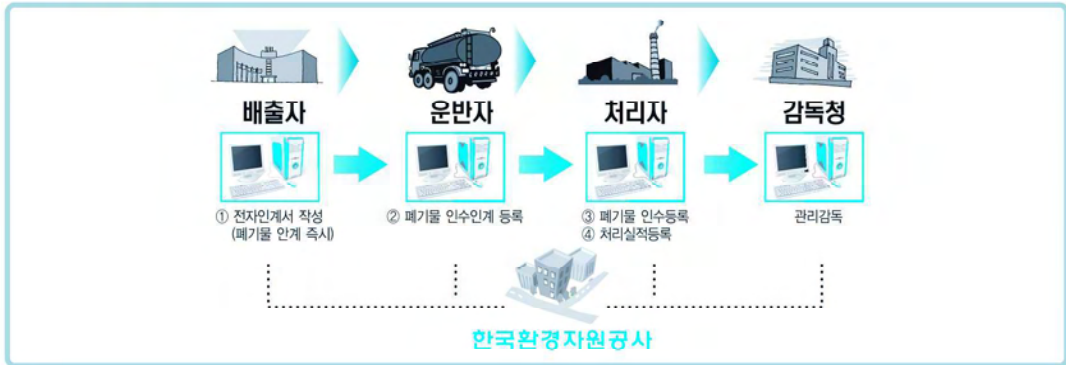 배출자
운반자
처리자
감독청
① 전자인계서 작성
(폐기물 안계 즉시)
② 폐기물 인수인계 등록
③ 폐기물 인수등록
④ 처리실적등록
관리감독
한국환경자원공사